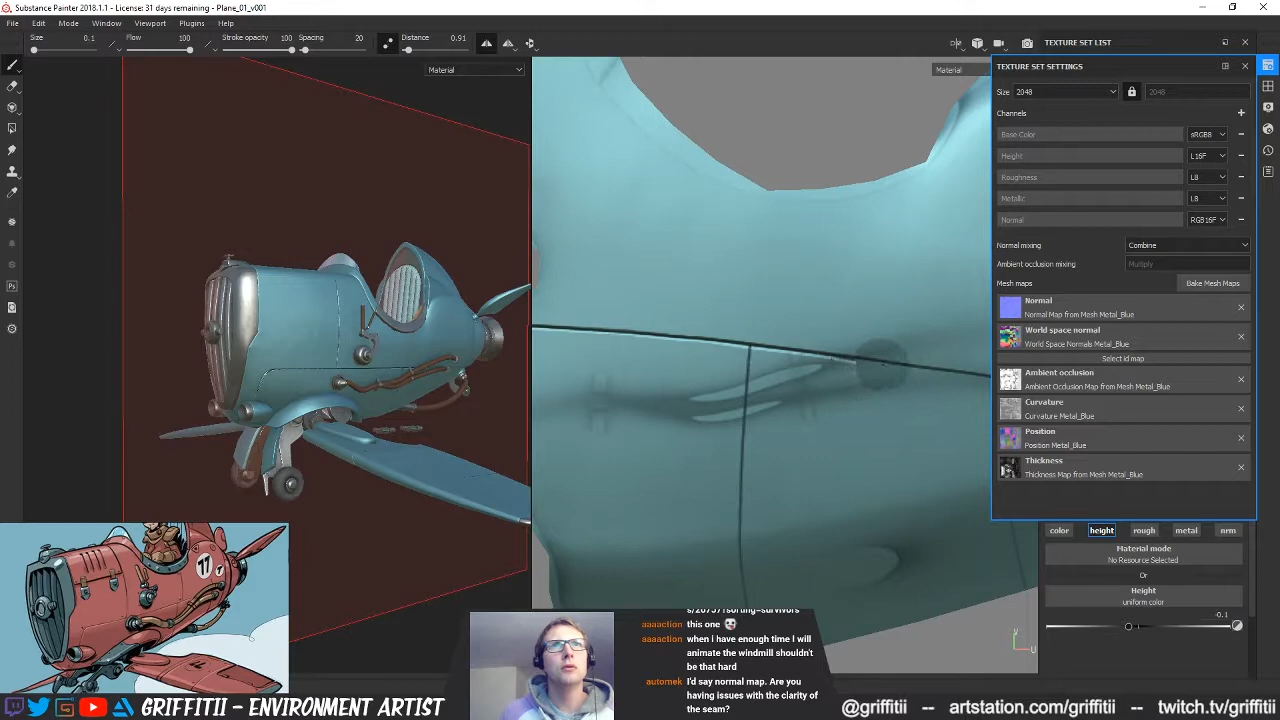 Substance Painter 2018.1.1 - License: 31 days remaining - Plane_01_v001
File Edit Mode Window Viewport Plugins Help
Size 0.1 Flow 100 Stroke opacity 100 Spacing 20 Distance 0.91
TEXTURE SET LIST
Material
Material
TEXTURE SET SETTINGS
Size 2048 2048
Channels
Base Color sRGB8
Height L16F
Roughness L8
Metallic L8
Normal RGB16F
Normal mixing Combine
Ambient occlusion mixing Multiply
Mesh maps Bake Mesh Maps
Normal
Normal Map from Mesh Metal_Blue
World space normal
World Space Normals Metal_Blue
Select id map
Ambient occlusion
Ambient Occlusion Map from Mesh Metal_Blue
Curvature
Curvature Metal_Blue
Position
Position Metal_Blue
Thickness
Thickness Map from Mesh Metal_Blue
color height rough metal nrm
Material mode
No Resource Selected
Or
Height
uniform color
-0.1
Ps
17
U
aaaaction this one
aaaaction when i have enough time I will
animate the windmill shouldn't
be that hard
automek I'd say normal map. Are you
having issues with the clarity of
the seam?
GRIFFITII - ENVIRONMENT ARTIST
@griffitii -- artstation.com/griffitii -- twitch.tv/griffitii